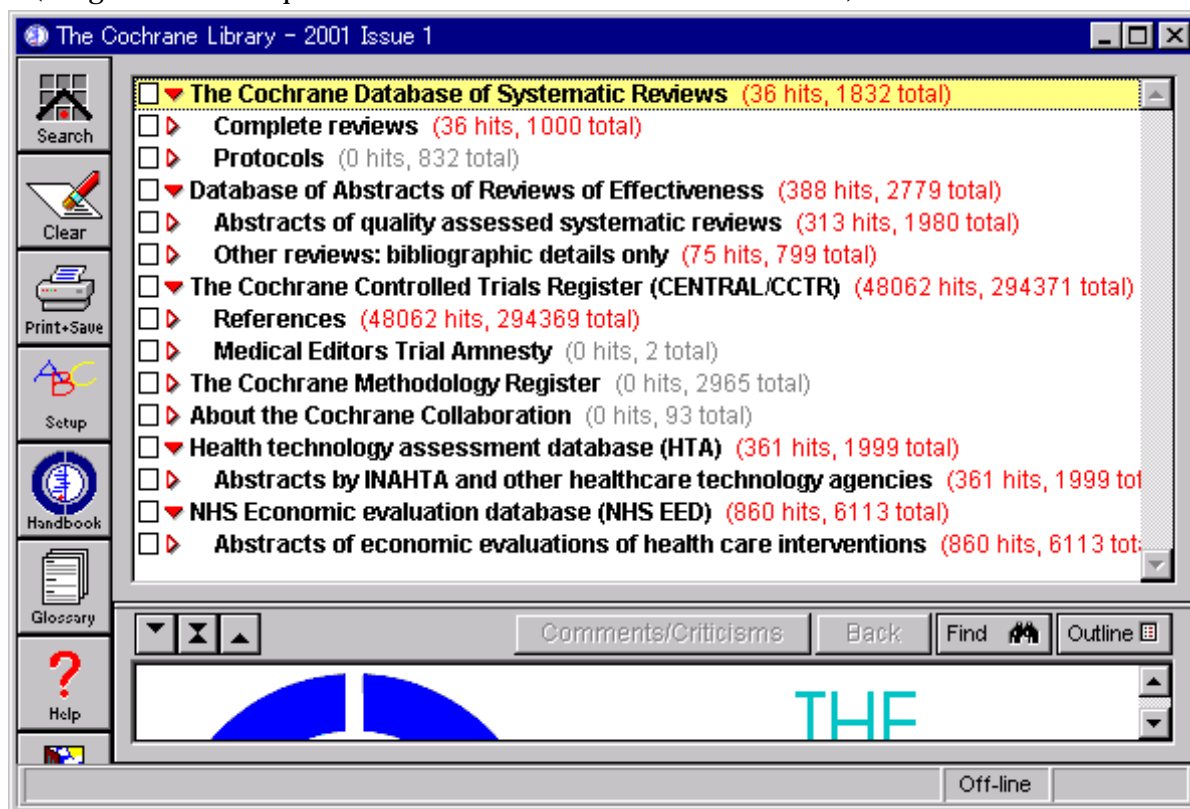 The Cochrane Library - 2001 Issue 1
Search
Clear
Print+Save
ABC
Setup
Handbook
Glossary
?
Help
The Cochrane Database of Systematic Reviews (36 hits, 1832 total)
Complete reviews (36 hits, 1000 total)
Protocols (0 hits, 832 total)
Database of Abstracts of Reviews of Effectiveness (388 hits, 2779 total)
Abstracts of quality assessed systematic reviews (313 hits, 1980 total)
Other reviews: bibliographic details only (75 hits, 799 total)
The Cochrane Controlled Trials Register (CENTRAL/CCTR) (48062 hits, 294371 total)
References (48062 hits, 294369 total)
Medical Editors Trial Amnesty (0 hits, 2 total)
The Cochrane Methodology Register (0 hits, 2965 total)
About the Cochrane Collaboration (0 hits, 93 total)
Health technology assessment database (HTA) (361 hits, 1999 total)
Abstracts by INAHTA and other healthcare technology agencies (361 hits, 1999 tot
NHS Economic evaluation database (NHS EED) (860 hits, 6113 total)
Abstracts of economic evaluations of health care interventions (860 hits, 6113 tot
Comments/Criticisms Back Find Outline
THE
Off-line